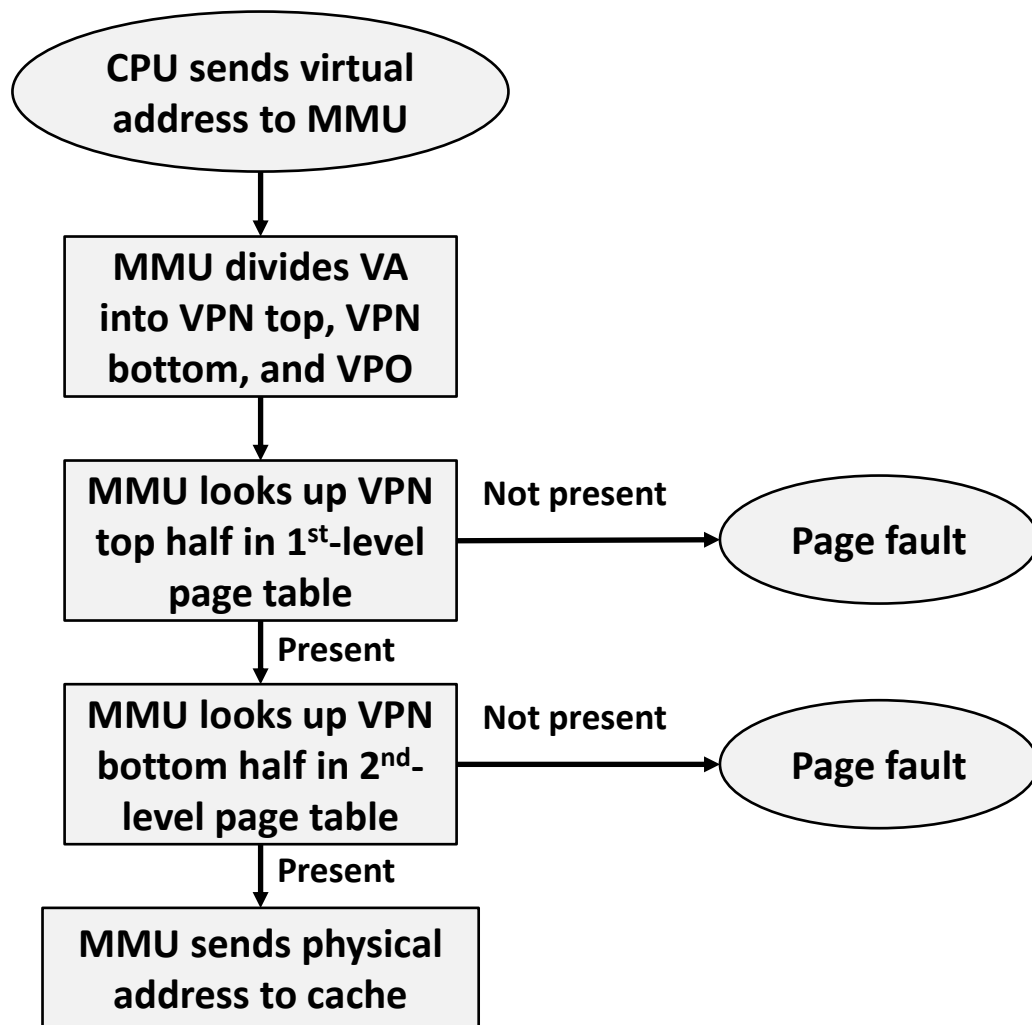 CPU sends virtual
address to MMU
MMU divides VA
into VPN top, VPN
bottom, and VPO
MMU looks up VPN
top half in 1st-level
page table
Not present
Page fault
Present
MMU looks up VPN
bottom half in 2nd-
level page table
Not present
Page fault
Present
MMU sends physical
address to cache